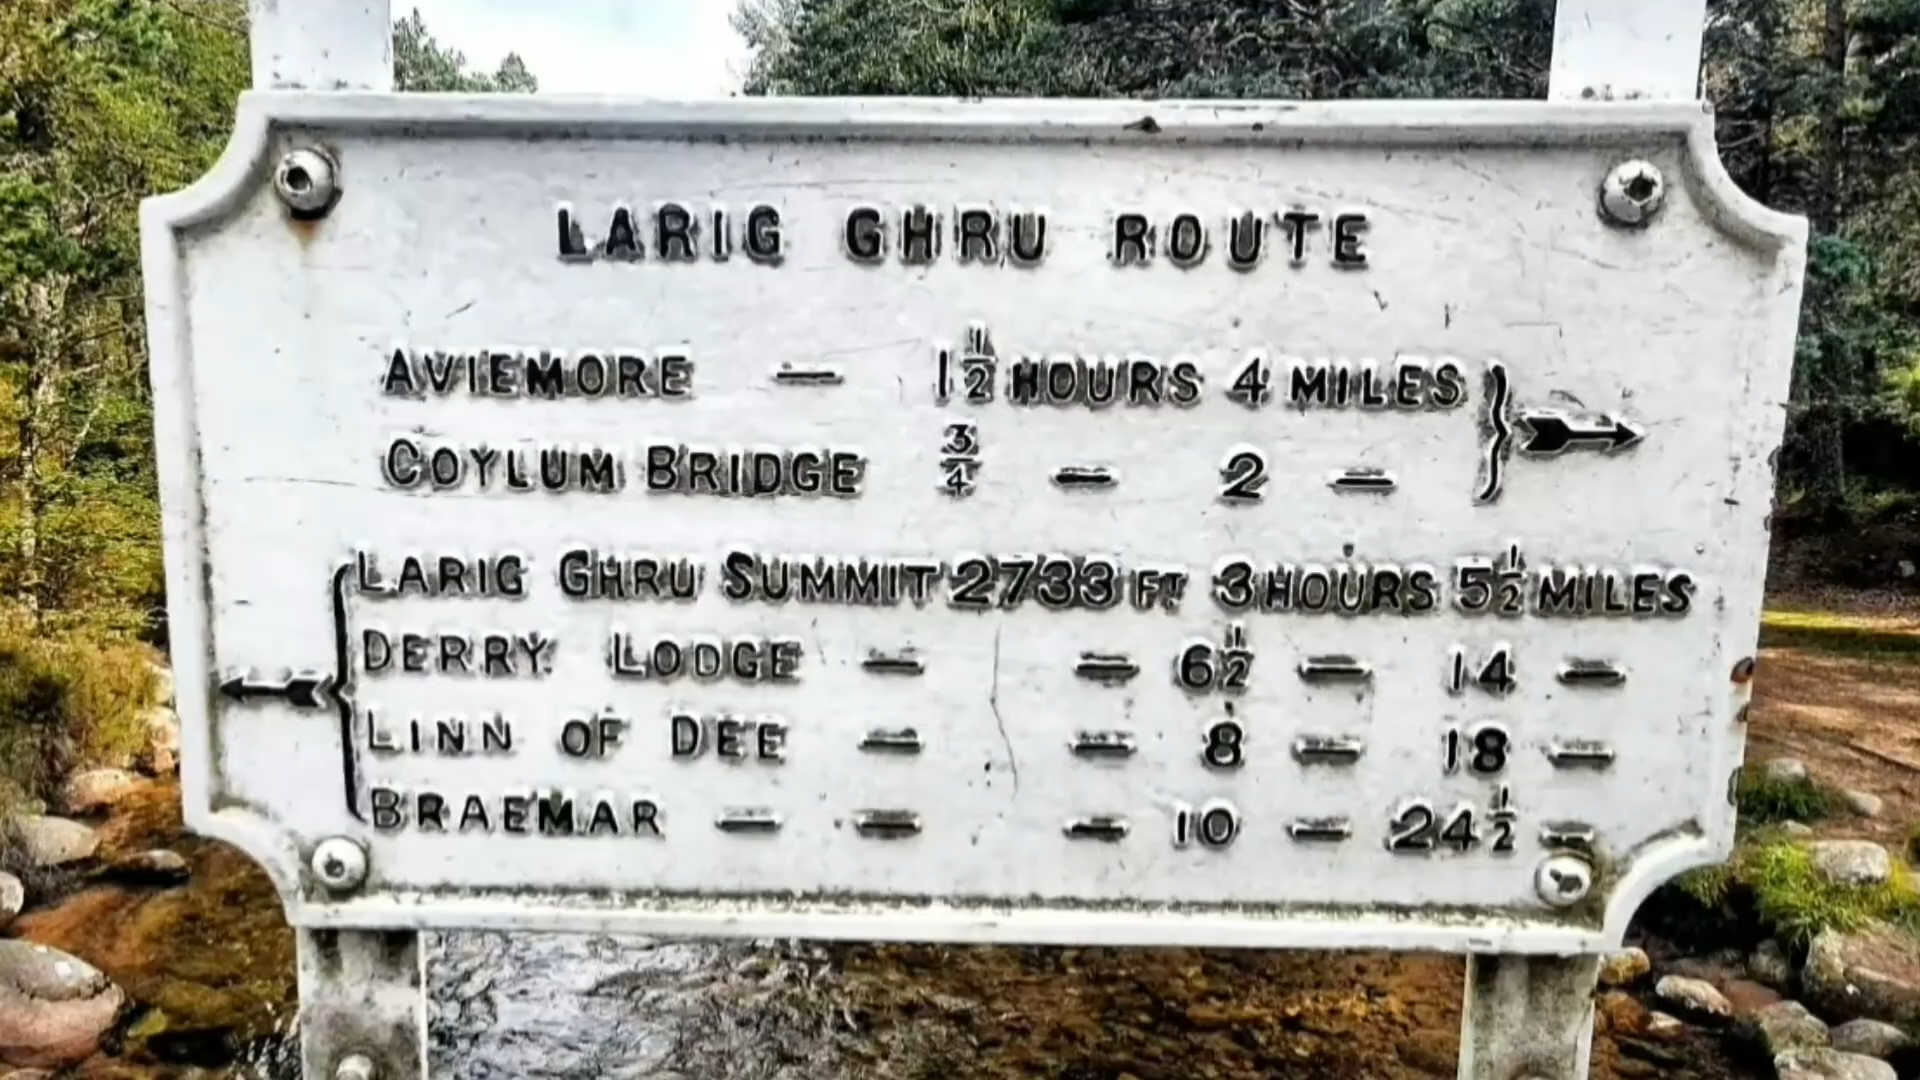 LARIG GHRU ROUTE
AVIEMORE — 1½ HOURS 4 MILES
COYLUM BRIDGE ¾ — 2 —
LARIG GHRU SUMMIT 2733 FT 3 HOURS 5½ MILES
DERRY LODGE — — 6½ — 14 —
LINN OF DEE — — 8 — 18 —
BRAEMAR — — — 10 — 24½ —